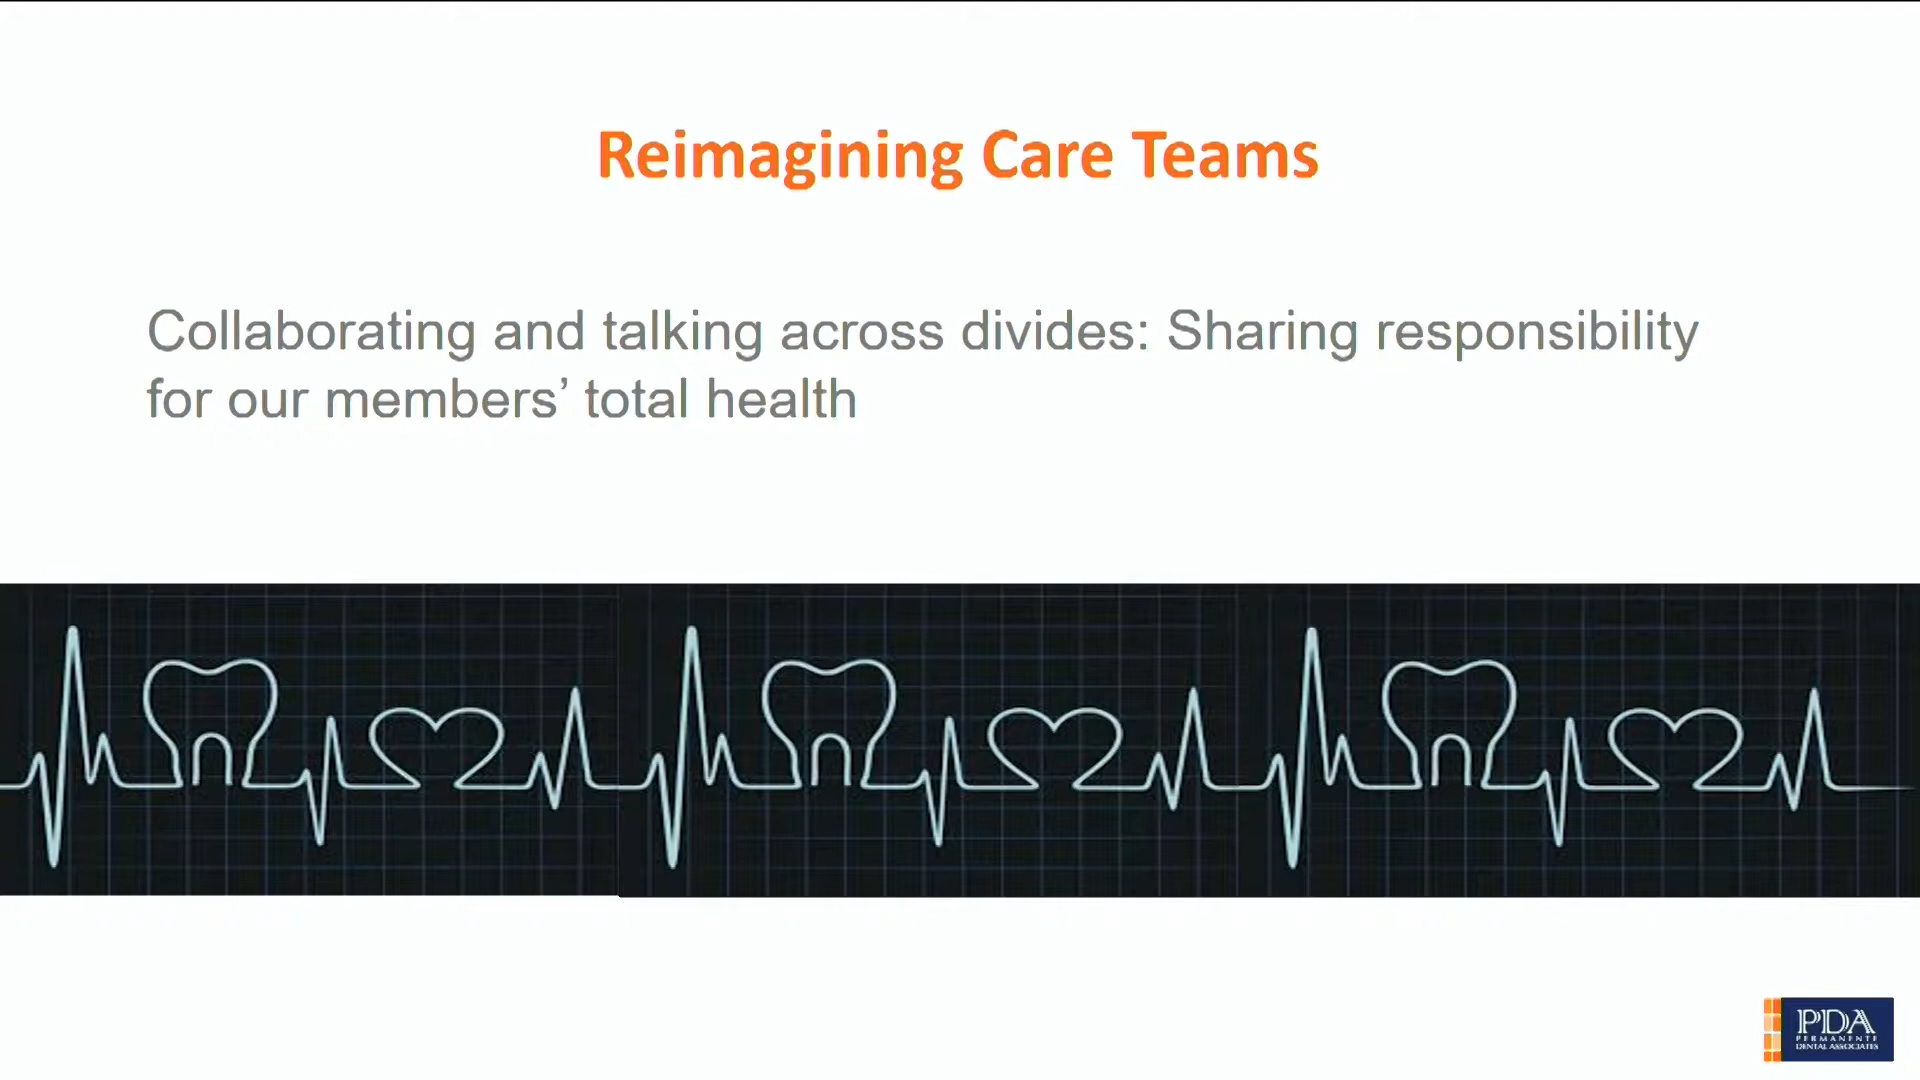 Reimagining Care Teams
Collaborating and talking across divides: Sharing responsibility
for our members’ total health
PDA
PERMANENTE
DENTAL ASSOCIATES